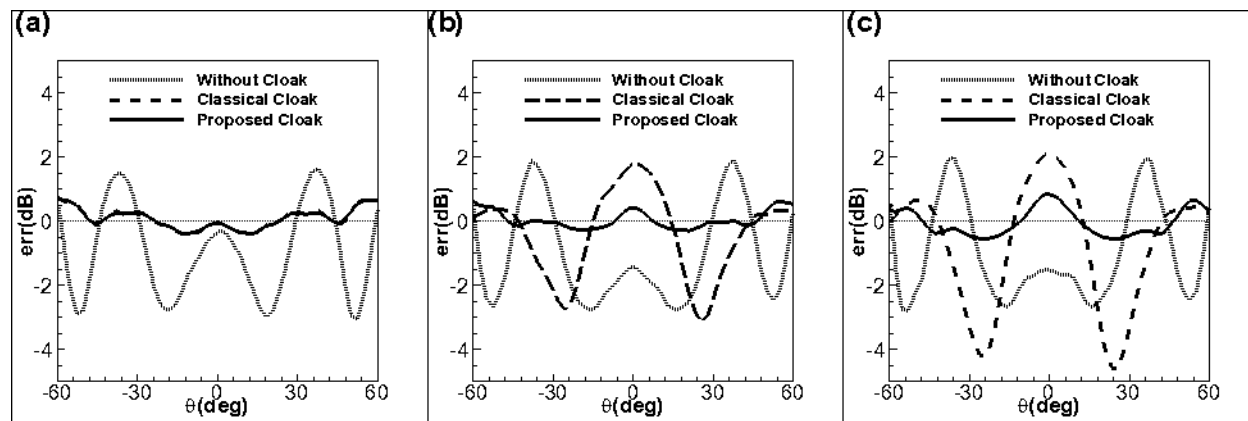 (a)
Without Cloak
Classical Cloak
Proposed Cloak
err(dB)
4
2
0
-2
-4
-60
-30
0
30
60
θ(deg)
(b)
Without Cloak
Classical Cloak
Proposed Cloak
err(dB)
4
2
0
-2
-4
-60
-30
0
30
60
θ(deg)
(c)
Without Cloak
Classical Cloak
Proposed Cloak
err(dB)
4
2
0
-2
-4
-60
-30
0
30
60
θ(deg)